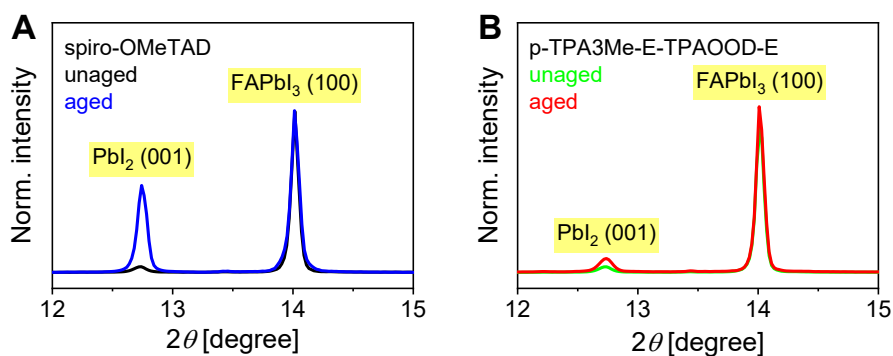 A
spiro-OMeTAD
unaged
aged
FAPbI₃ (100)
PbI₂ (001)
Norm. intensity
12 13 14 15
2θ [degree]
B
p-TPA3Me-E-TPAOOD-E
unaged
aged
FAPbI₃ (100)
PbI₂ (001)
Norm. intensity
12 13 14 15
2θ [degree]